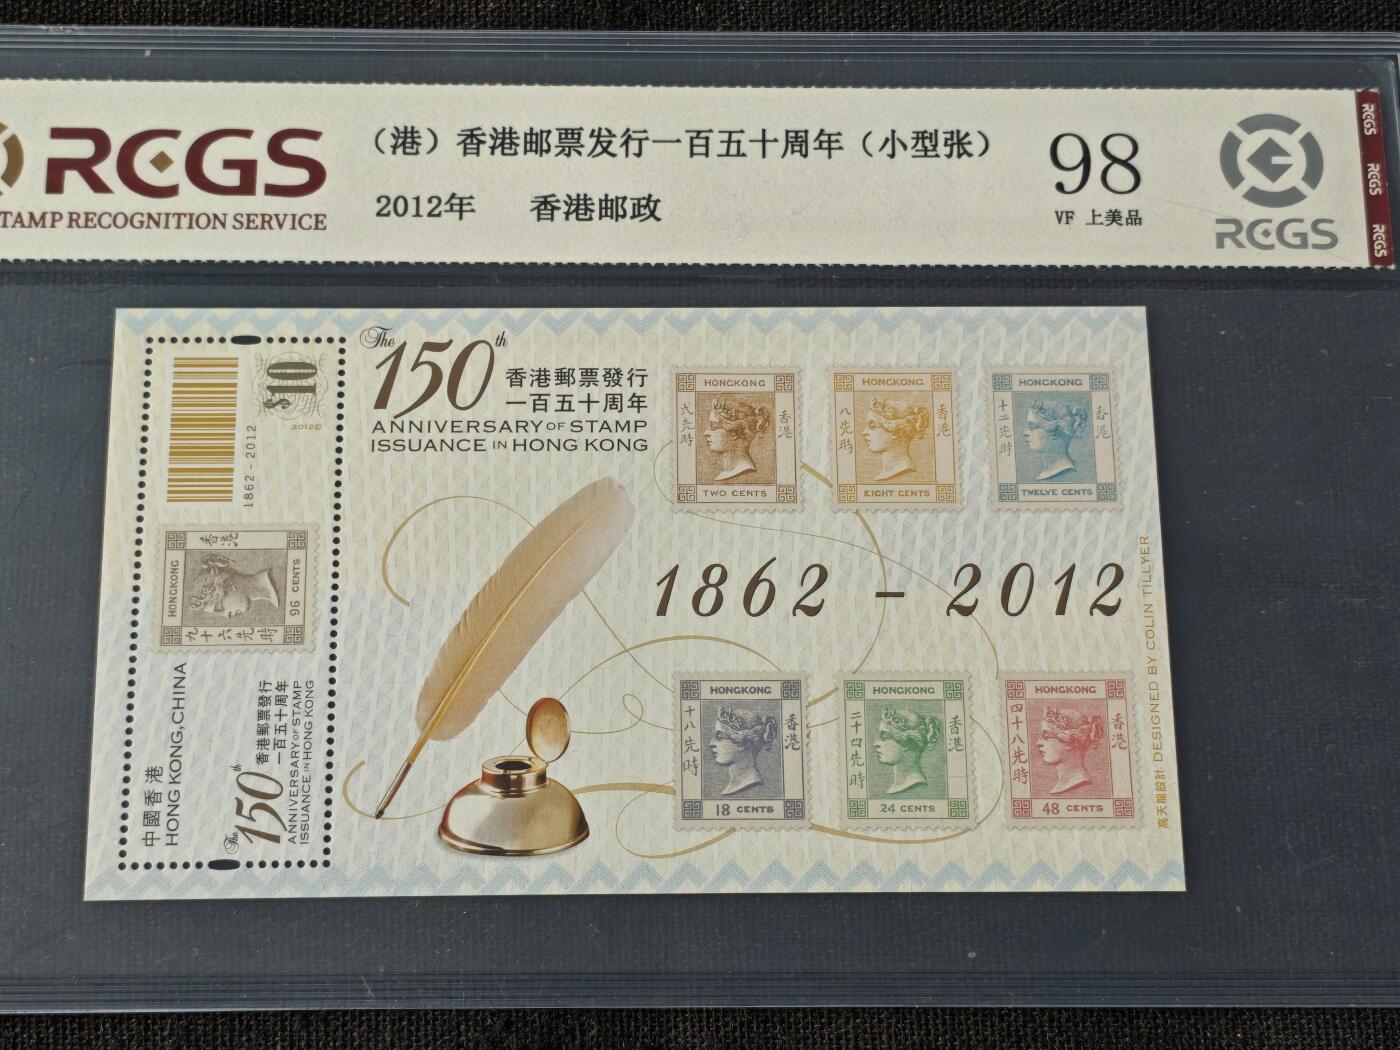 RCGS
STAMP RECOGNITION SERVICE
（港）香港邮票发行一百五十周年（小型张）
2012年 香港邮政
98
VF 上美品
RCGS
RCGS
RCGS
RCGS
$10
2012©
1862-2012
HONGKONG
香港
96 CENTS
九十六先時
中國香港
HONG KONG, CHINA
The 150th
香港郵票發行
一百五十周年
ANNIVERSARY OF STAMP
ISSUANCE IN HONG KONG
The 150th
香港郵票發行
一百五十周年
ANNIVERSARY OF STAMP
ISSUANCE IN HONG KONG
HONGKONG
弍先時
香港
TWO CENTS
HONGKONG
八先時
香港
EIGHT CENTS
HONGKONG
十二先時
香港
TWELVE CENTS
1862 - 2012
HONGKONG
十八先時
香港
18 CENTS
HONGKONG
二十四先時
香港
24 CENTS
HONGKONG
四十八先時
香港
48 CENTS
高天龍設計 DESIGNED BY COLIN TILLYER